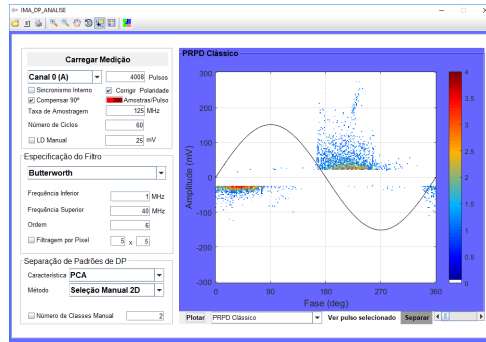 IMA_DP_ANALISE
Carregar Medição
Canal 0 (A) 4008 Pulsos
Sincronismo Interno Corrigir Polaridade
Compensar 90º Amostras/Pulso
Taxa de Amostragem 125 MHz
Número de Ciclos 60
LD Manual 25 mV
Especificação do Filtro
Butterworth
Frequência Inferior 1 MHz
Frequência Superior 40 MHz
Ordem 6
Filtragem por Pixel 5 x 5
Separação de Padrões de DP
Característica PCA
Método Seleção Manual 2D
Número de Classes Manual 2
PRPD Clássico
Amplitude (mV)
300
200
100
0
-100
-200
-300
0 90 180 270 360
Fase (deg)
4
3.5
3
2.5
2
1.5
1
0.5
0
Plotar PRPD Clássico Ver pulso selecionado Separar